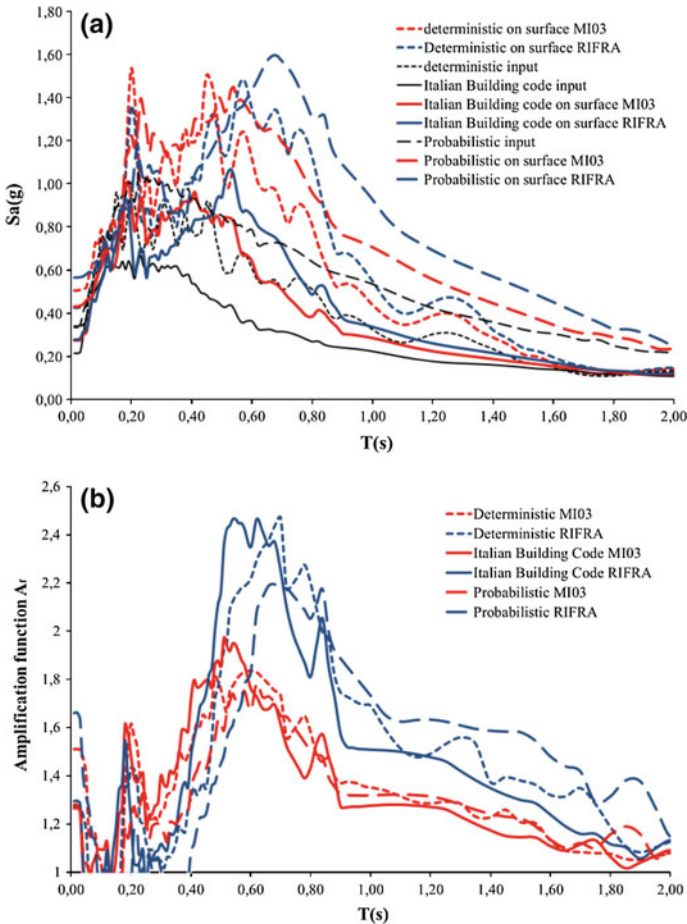 (a)
1,80
1,60
1,40
1,20
1,00
0,80
0,60
0,40
0,20
0,00
Sa(g)
deterministic on surface MI03
Deterministic on surface RIFRA
deterministic input
Italian Building code input
Italian Building code on surface MI03
Italian Building code on surface RIFRA
Probabilistic input
Probabilistic on surface MI03
Probabilistic on surface RIFRA
0,00 0,20 0,40 0,60 0,80 1,00 1,20 1,40 1,60 1,80 2,00
T(s)
(b)
2,6
2,4
2,2
2
1,8
1,6
1,4
1,2
1
Amplification function Ar
Deterministic MI03
Deterministic RIFRA
Italian Building Code MI03
Italian Building Code RIFRA
Probabilistic MI03
Probabilistic RIFRA
0,00 0,20 0,40 0,60 0,80 1,00 1,20 1,40 1,60 1,80 2,00
T(s)